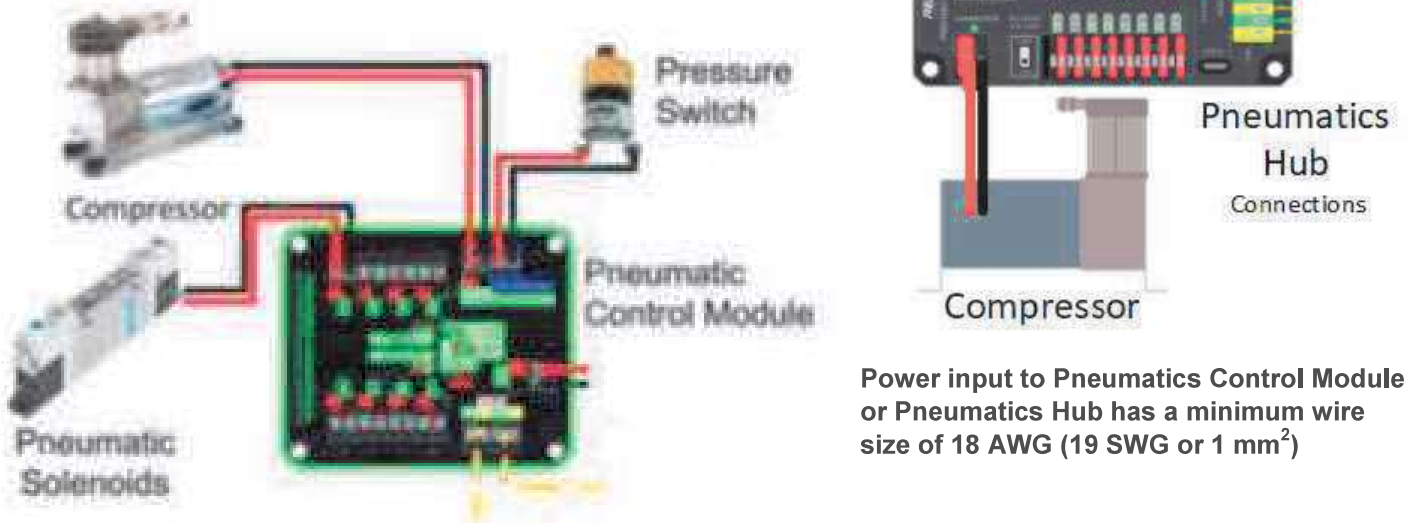 Pressure
Switch
Compressor
Pneumatic
Control Module
Pneumatic
Solenoids
Pneumatics
Hub
Connections
Compressor
Power input to Pneumatics Control Module
or Pneumatics Hub has a minimum wire
size of 18 AWG (19 SWG or 1 mm²)